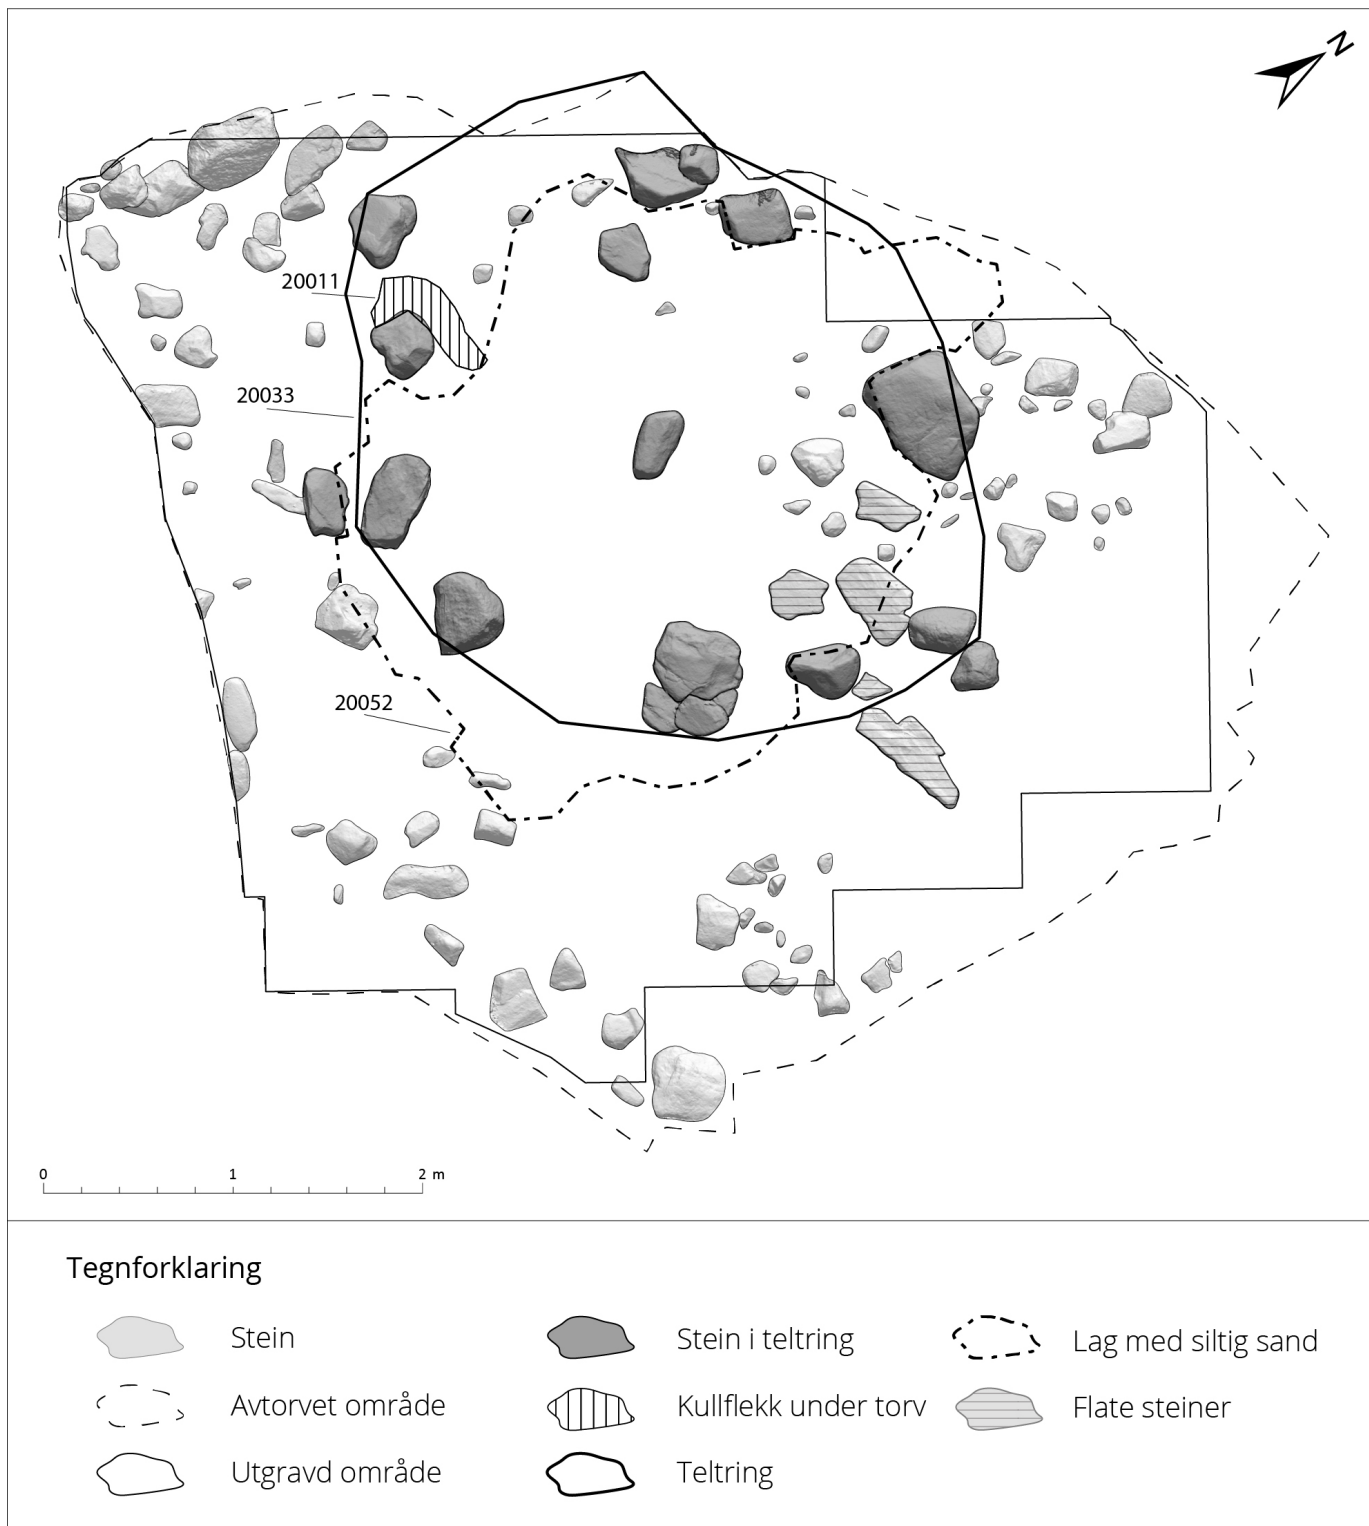 N
20011
20033
20052
0 1 2 m
Tegnforklaring
Stein
Stein i teltring
Lag med siltig sand
Avtorvet område
Kullflekk under torv
Flate steiner
Utgravd område
Teltring